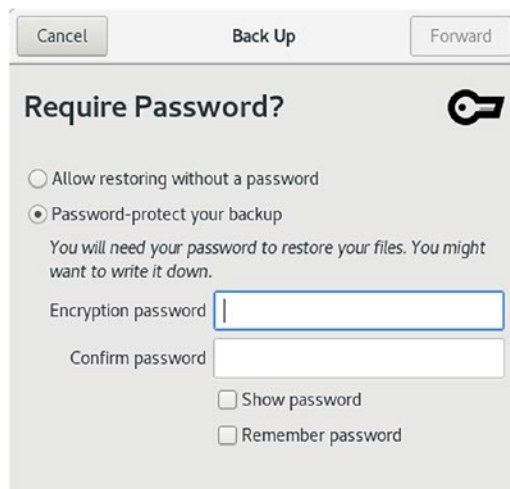 Cancel
Back Up
Forward
Require Password?
Allow restoring without a password
Password-protect your backup
You will need your password to restore your files. You might
want to write it down.
Encryption password
Confirm password
Show password
Remember password